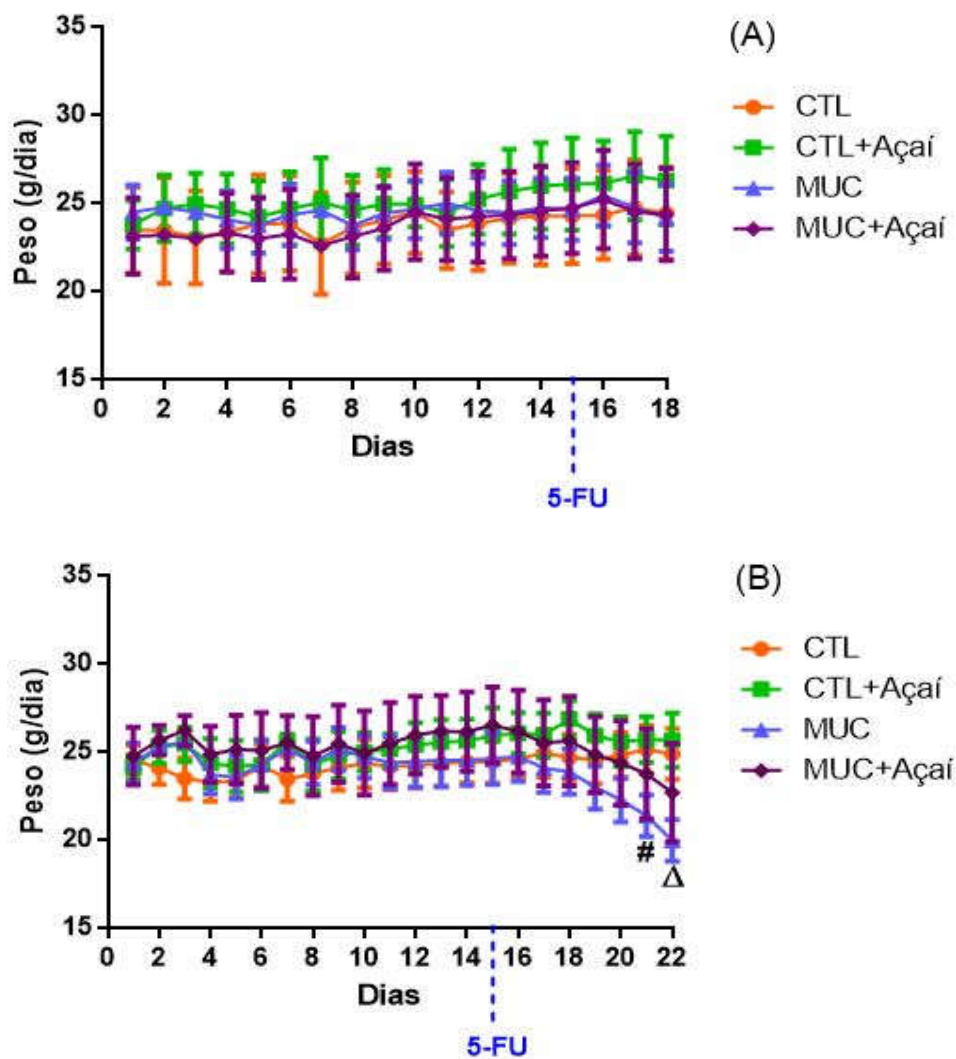 (A)
35
30
25
20
15
Peso (g/dia)
0 2 4 6 8 10 12 14 16 18
Dias
5-FU
CTL
CTL+Açaí
MUC
MUC+Açaí
(B)
35
30
25
20
15
Peso (g/dia)
0 2 4 6 8 10 12 14 16 18 20 22
Dias
5-FU
#
Δ
CTL
CTL+Açaí
MUC
MUC+Açaí